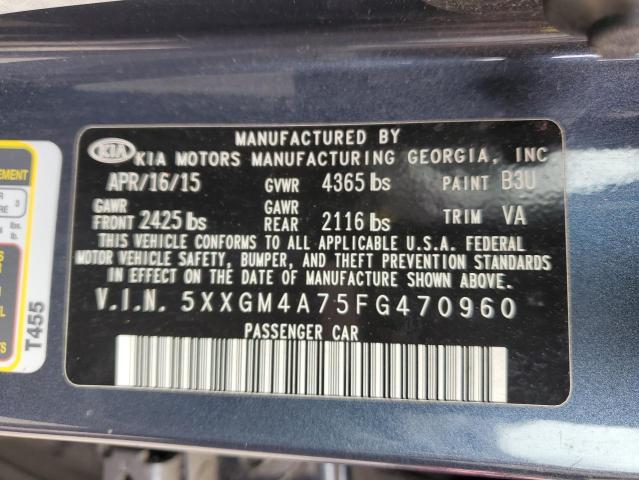 MANUFACTURED BY
KIA KIA MOTORS MANUFACTURING GEORGIA, INC
APR/16/15 GVWR 4365 lbs PAINT B3U
GAWR FRONT 2425 lbs GAWR REAR 2116 lbs TRIM VA
THIS VEHICLE CONFORMS TO ALL APPLICABLE U.S.A. FEDERAL
MOTOR VEHICLE SAFETY, BUMPER, AND THEFT PREVENTION STANDARDS
IN EFFECT ON THE DATE OF MANUFACTURE SHOWN ABOVE.
V.I.N. 5XXGM4A75FG470960
PASSENGER CAR
T455